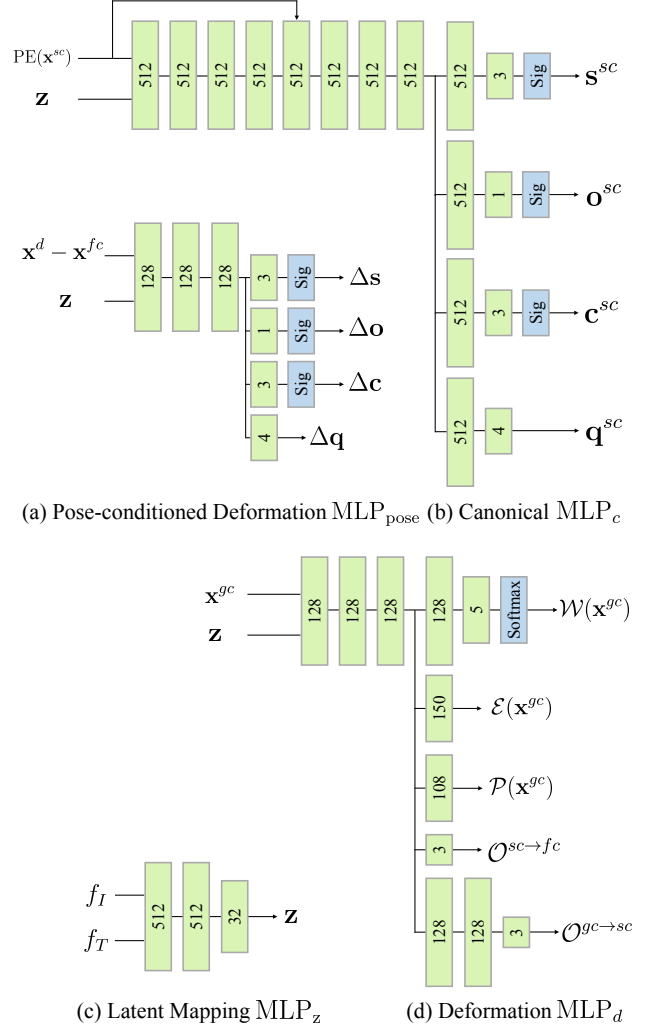 PE(x^{sc})
z
512 512 512 512 512 512 512 512
512 3 Sig s^{sc}
512 1 Sig o^{sc}
512 3 Sig c^{sc}
512 4 q^{sc}
x^d − x^{fc}
z
128 128 128
3 Sig Δs
1 Sig Δo
3 Sig Δc
4 Δq
(a) Pose-conditioned Deformation MLP_{pose} (b) Canonical MLP_c
x^{gc}
z
128 128 128
128 5 Softmax 𝒲(x^{gc})
150 ℰ(x^{gc})
108 𝒫(x^{gc})
3 𝒪^{sc→fc}
128 128 3 𝒪^{gc→sc}
f_I
f_T
512 512 32 z
(c) Latent Mapping MLP_z (d) Deformation MLP_d